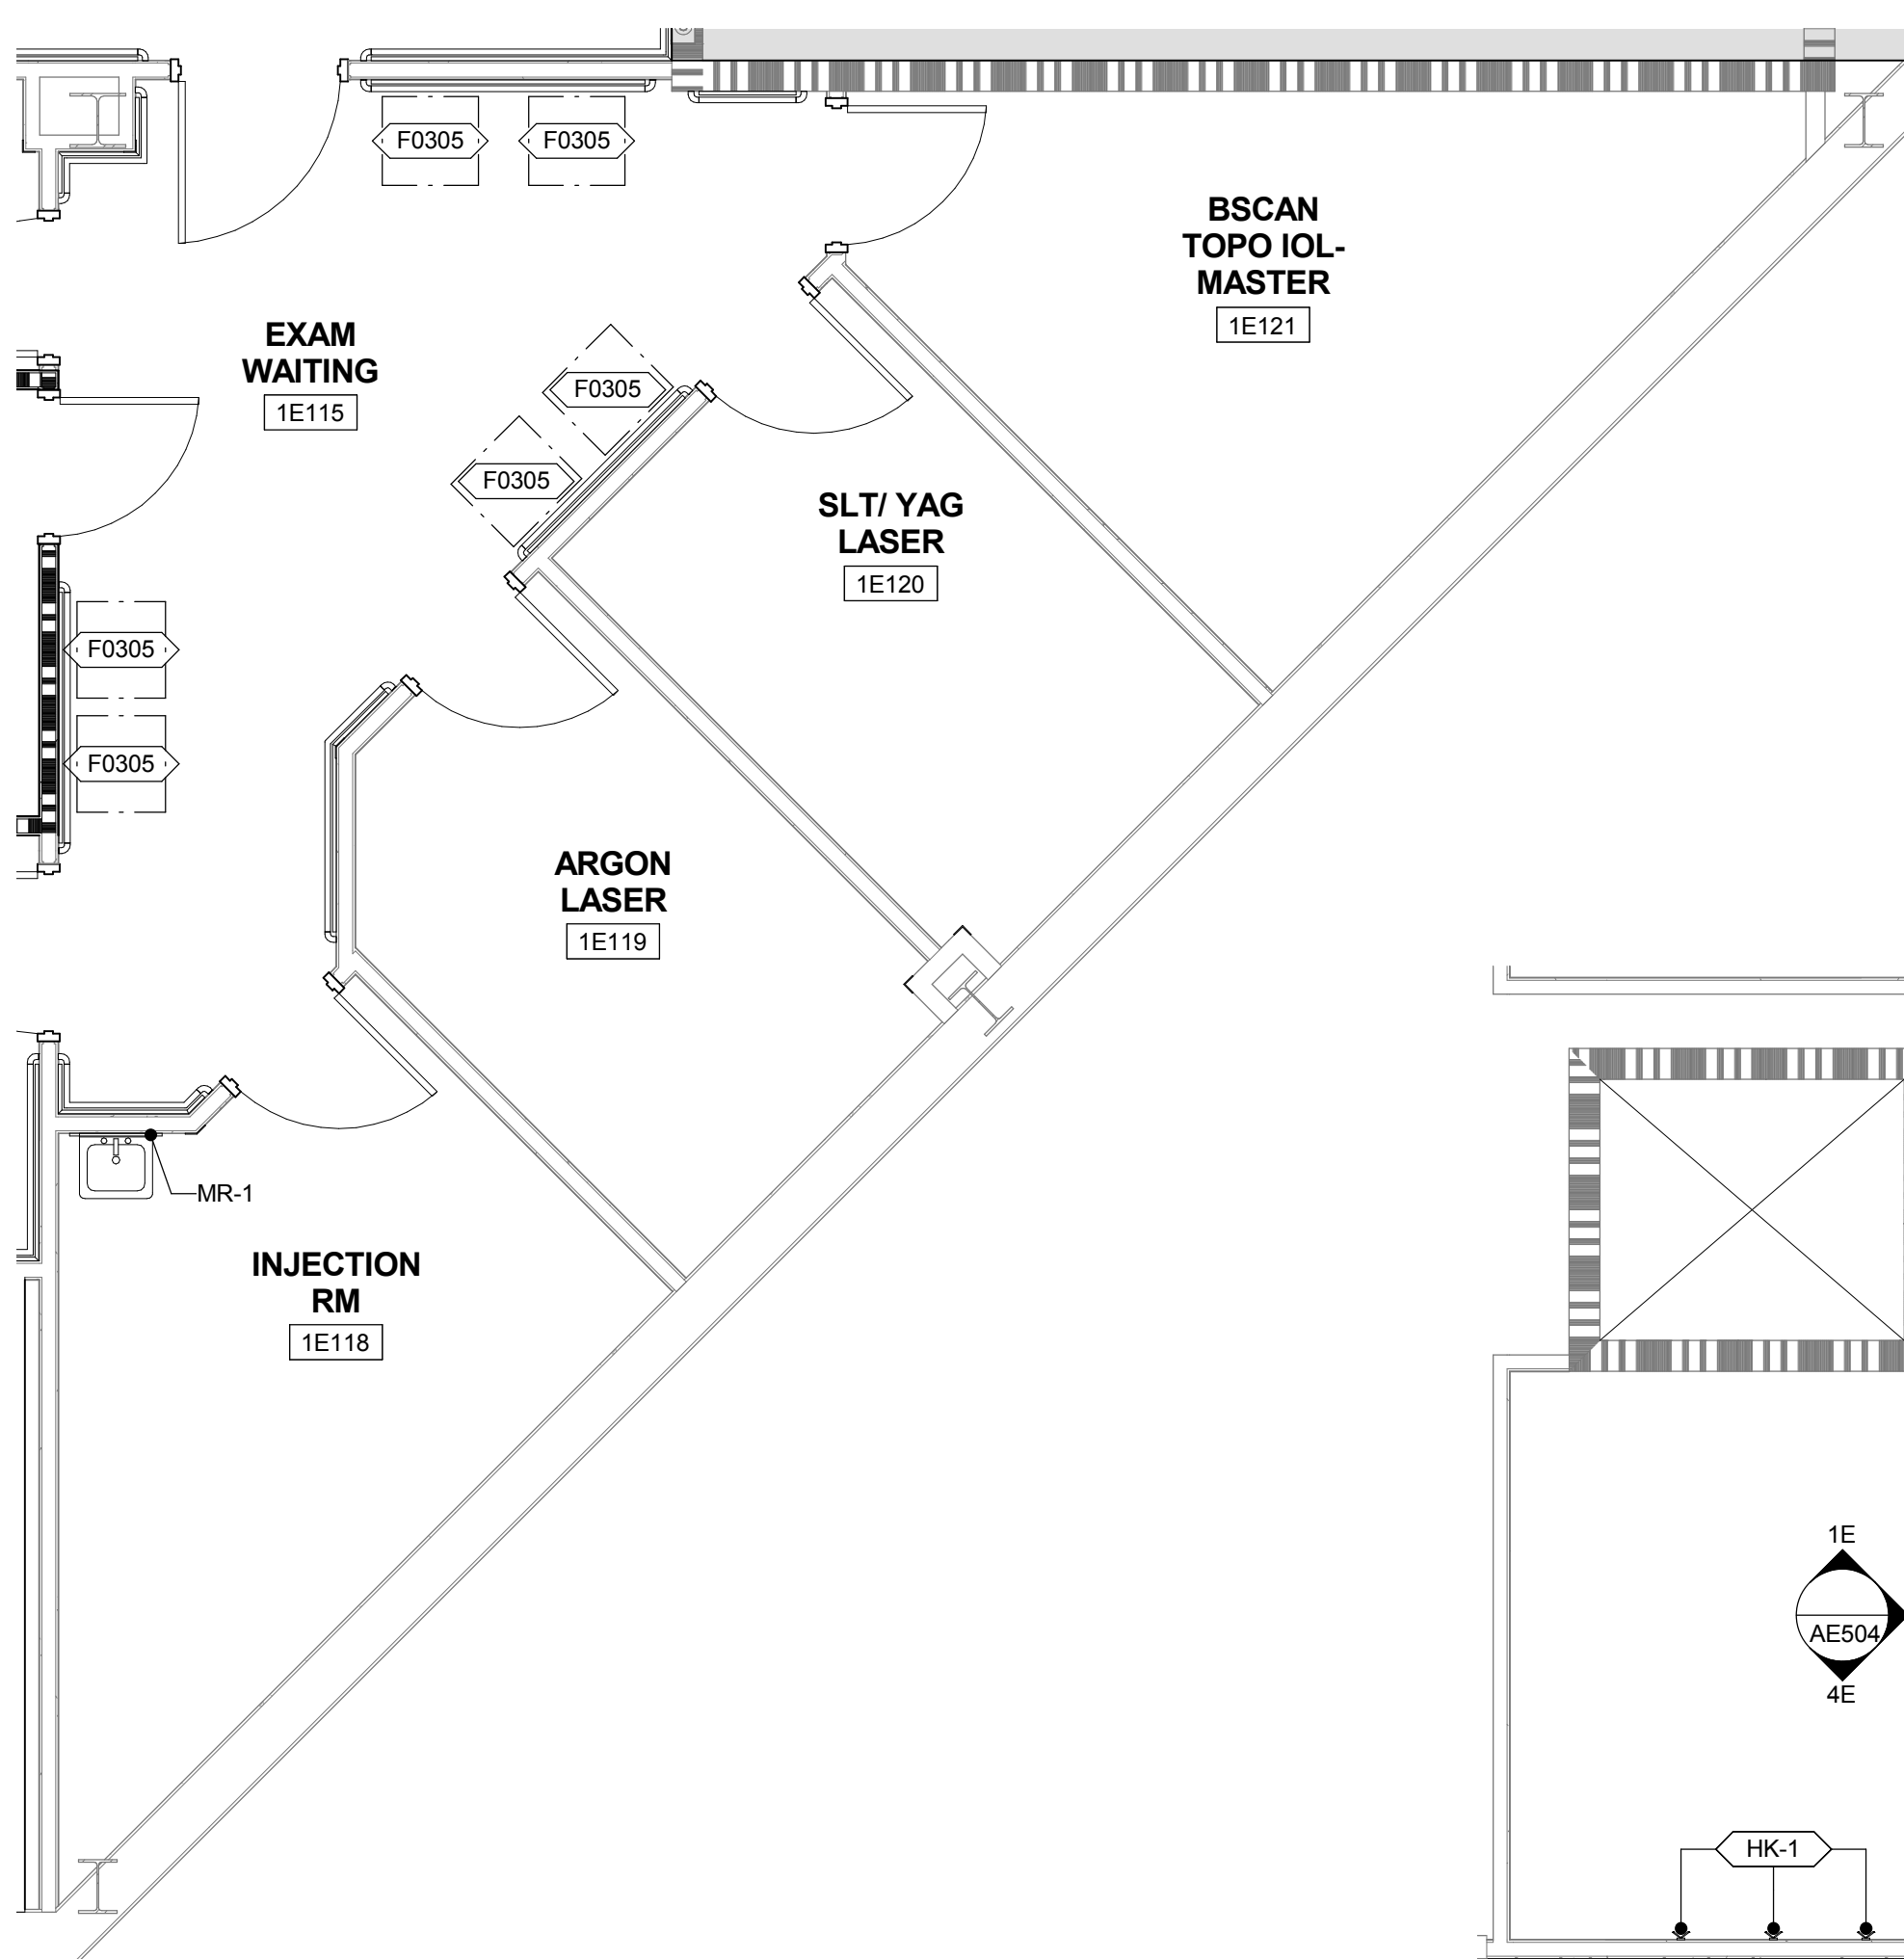 F0305
F0305
BSCAN
TOPO IOL-
MASTER
1E121
EXAM
WAITING
1E115
F0305
F0305
SLT/ YAG
LASER
1E120
F0305
F0305
ARGON
LASER
1E119
MR-1
INJECTION
RM
1E118
1E
AE504
4E
HK-1